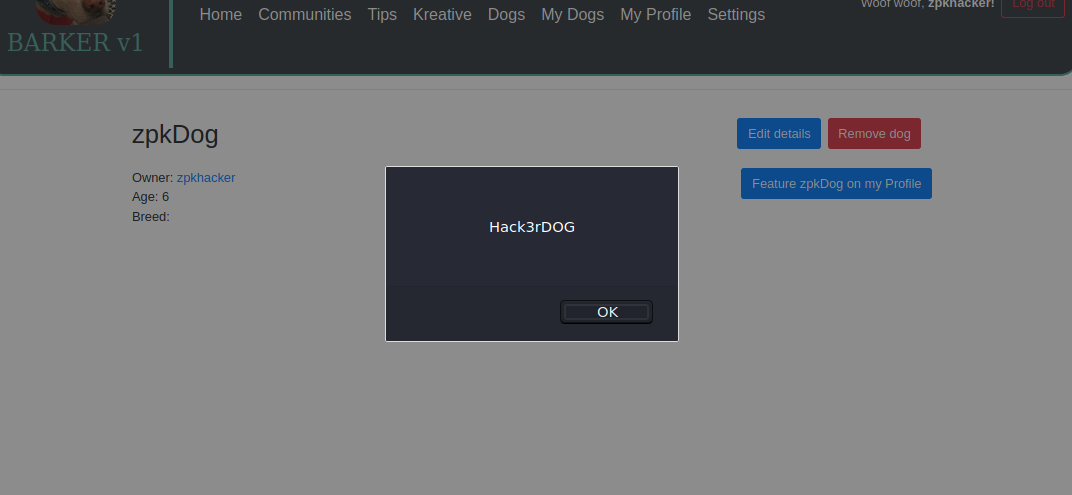 Home Communities Tips Kreative Dogs My Dogs My Profile Settings
Woof woof, zpkhacker! Log out
BARKER v1
zpkDog
Edit details Remove dog
Owner: zpkhacker
Age: 6
Breed:
Feature zpkDog on my Profile
Hack3rDOG
OK